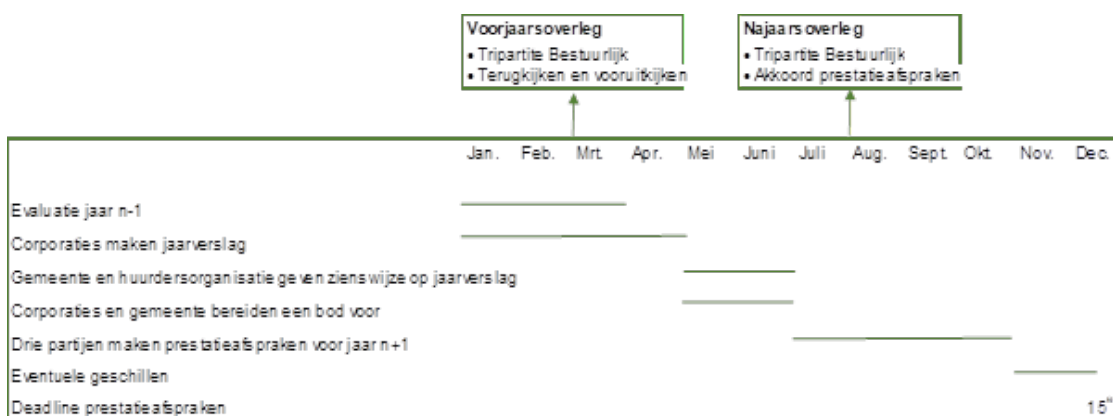 Voorjaarsoverleg
• Tripartite Bestuurlijk
• Terugkijken en vooruitkijken
Najaarsoverleg
• Tripartite Bestuurlijk
• Akkoord prestatieafspraken
Jan. Feb. Mrt. Apr. Mei Juni Juli Aug. Sept. Okt. Nov. Dec.
Evaluatie jaar n-1
Corporaties maken jaarverslag
Gemeente en huurdersorganisatie geven zienswijze op jaarverslag
Corporaties en gemeente bereiden een bod voor
Drie partijen maken prestatieafspraken voor jaar n+1
Eventuele geschillen
Deadline prestatieafspraken 15